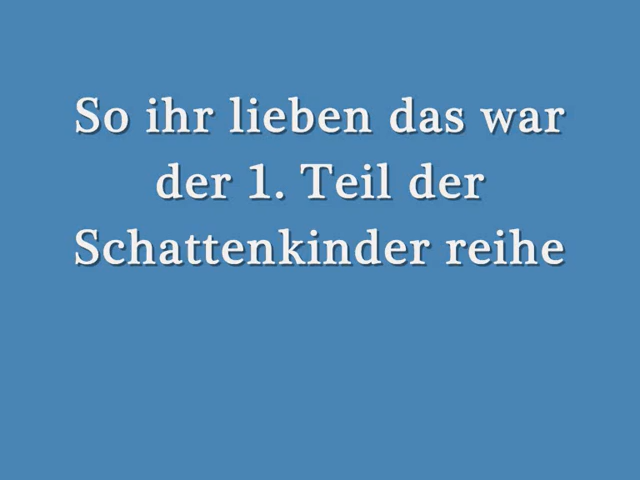 So ihr lieben das war
der 1. Teil der
Schattenkinder reihe